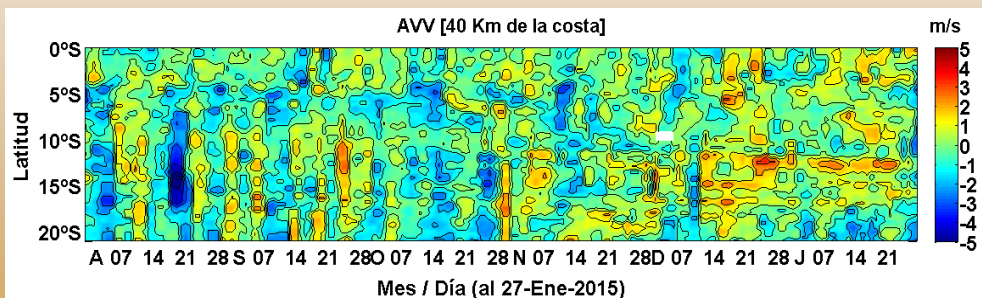 AVV [40 Km de la costa]
m/s
Latitud
0ºS
5ºS
10ºS
15ºS
20ºS
5
4
3
2
1
0
-1
-2
-3
-4
-5
A 07 14 21 28 S 07 14 21 28 O 07 14 21 28 N 07 14 21 28 D 07 14 21 28 J 07 14 21
Mes / Día (al 27-Ene-2015)